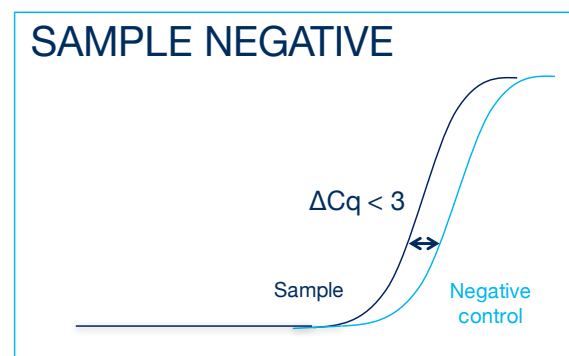 SAMPLE NEGATIVE
ΔCq < 3
Sample
Negative
control